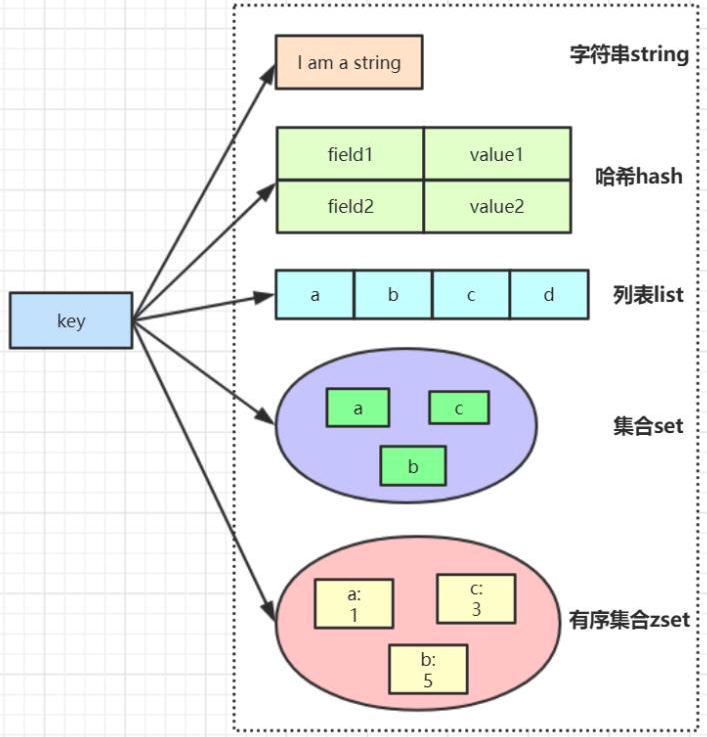 I am a string
字符串string
field1
value1
哈希hash
field2
value2
key
a
b
c
d
列表list
a
c
b
集合set
a:
1
c:
3
b:
5
有序集合zset